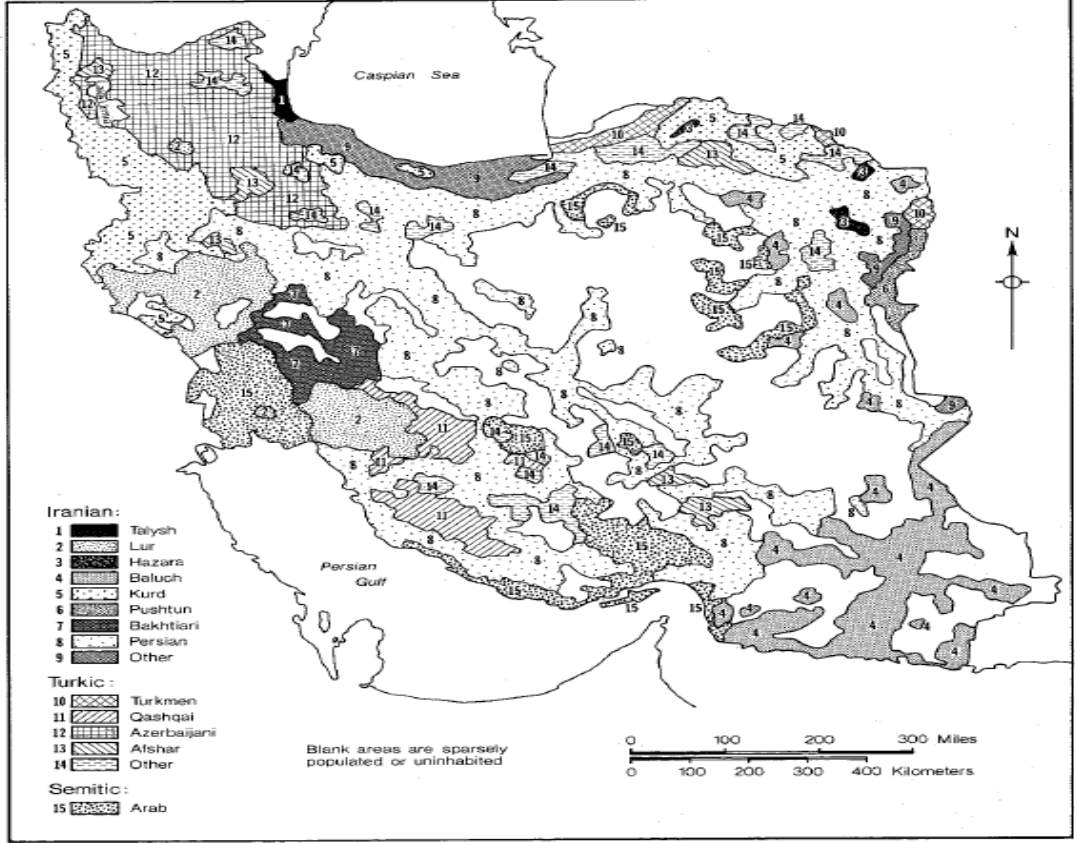 Caspian Sea
N
Persian
Gulf
Iranian:
1 Talysh
2 Lur
3 Hazara
4 Baluch
5 Kurd
6 Pushtun
7 Bakhtiari
8 Persian
9 Other
Turkic:
10 Turkmen
11 Qashqai
12 Azerbaijani
13 Afshar
14 Other
Semitic:
15 Arab
Blank areas are sparsely
populated or uninhabited
0 100 200 300 Miles
0 100 200 300 400 Kilometers